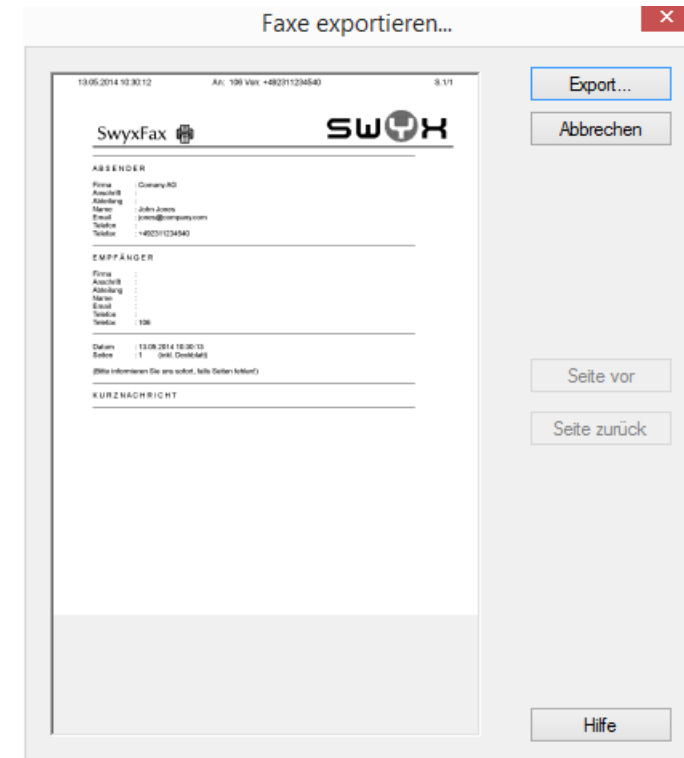 Faxe exportieren...
13.05.2014 10:30:12 An: 106 Von: +492311234540 S.1/1
Export...
SwyxFax swyx
Abbrechen
ABSENDER
Firma : Comany AG
Anschrift :
Abteilung :
Name : John Jones
Email : jones@company.com
Telefon :
Telefax : +492311234540
EMPFÄNGER
Firma :
Anschrift :
Abteilung :
Name :
Email :
Telefon :
Telefax : 106
Datum : 13.05.2014 10:30:13
Seiten : 1 (inkl. Deckblatt)
(Bitte informieren Sie uns sofort, falls Seiten fehlen!)
KURZNACHRICHT
Seite vor
Seite zurück
Hilfe